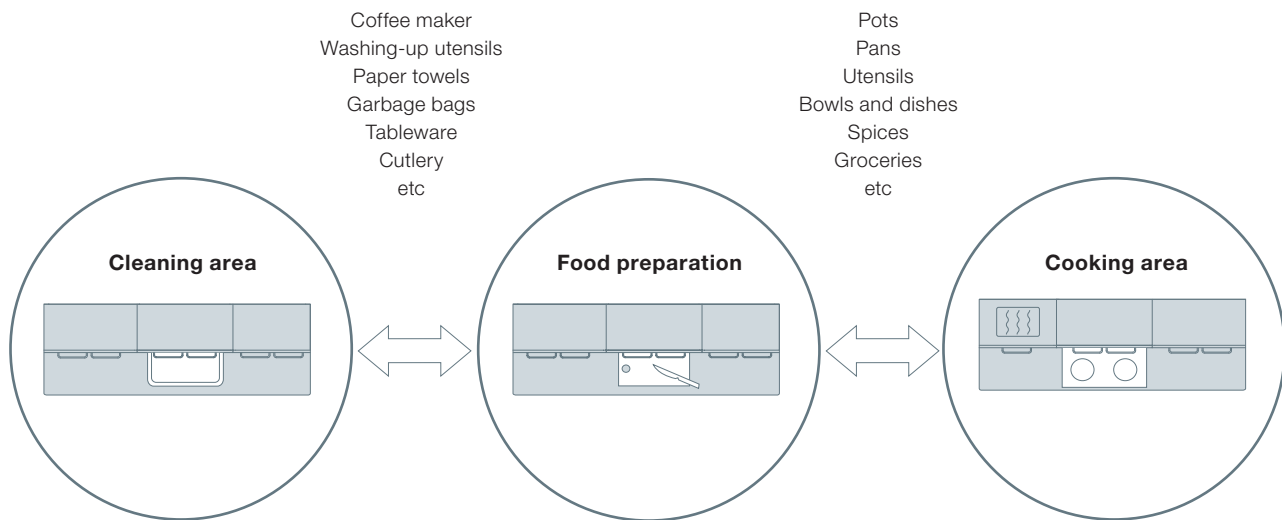 Coffee maker
Washing-up utensils
Paper towels
Garbage bags
Tableware
Cutlery
etc
Pots
Pans
Utensils
Bowls and dishes
Spices
Groceries
etc
Cleaning area
Food preparation
Cooking area